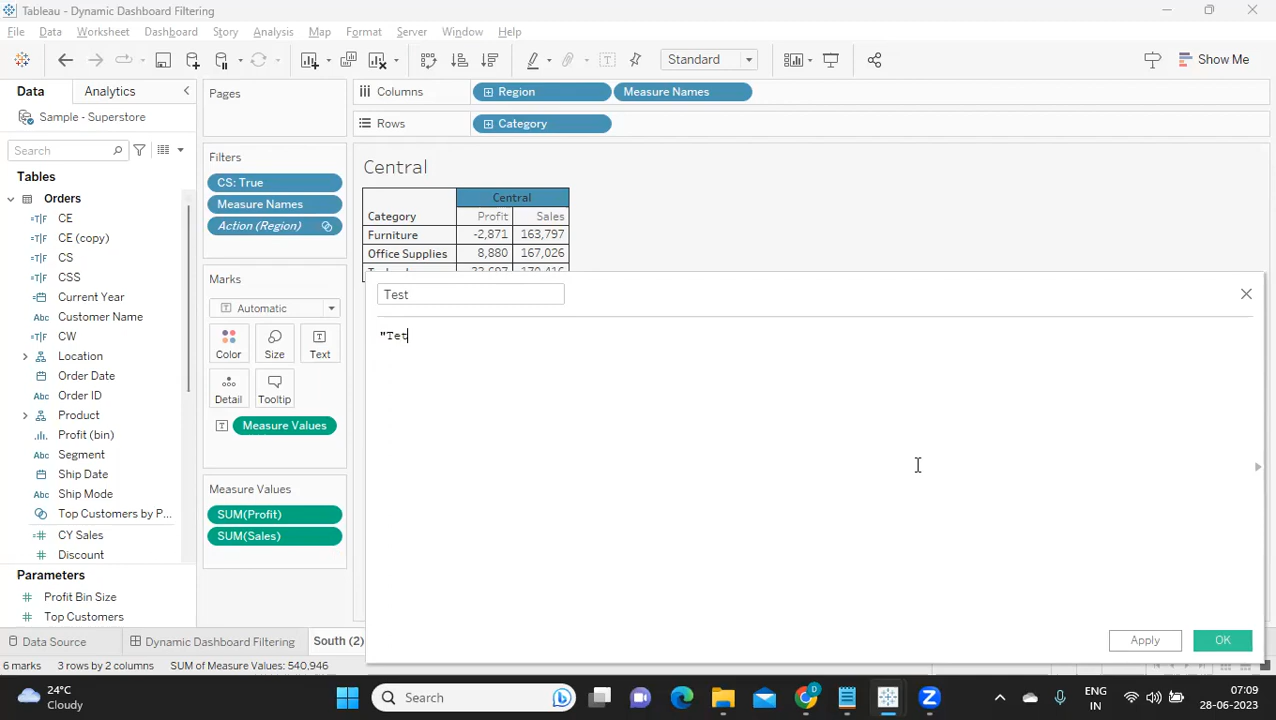 Tableau - Dynamic Dashboard Filtering
File Data Worksheet Dashboard Story Analysis Map Format Server Window Help
Standard
Show Me
Data Analytics
Pages
Columns Region Measure Names
Sample - Superstore
Rows Category
Search
Filters
Central
Tables
CS: True
Orders
Measure Names
Central
CE
Action (Region)
Category Profit Sales
CE (copy)
Furniture -2,871 163,797
CS
Office Supplies 8,880 167,026
CSS
Marks
Test
Current Year
Automatic
Customer Name
"Tet
CW
Location
Color Size Text
Order Date
Order ID
Detail Tooltip
Product
Measure Values
Profit (bin)
Segment
Ship Date
Measure Values
Ship Mode
SUM(Profit)
Top Customers by P...
SUM(Sales)
CY Sales
Discount
Parameters
Profit Bin Size
Top Customers
Apply OK
Data Source Dynamic Dashboard Filtering South (2)
6 marks 3 rows by 2 columns SUM of Measure Values: 540,946
24°C
Cloudy
Search
ENG
IN
07:09
28-06-2023